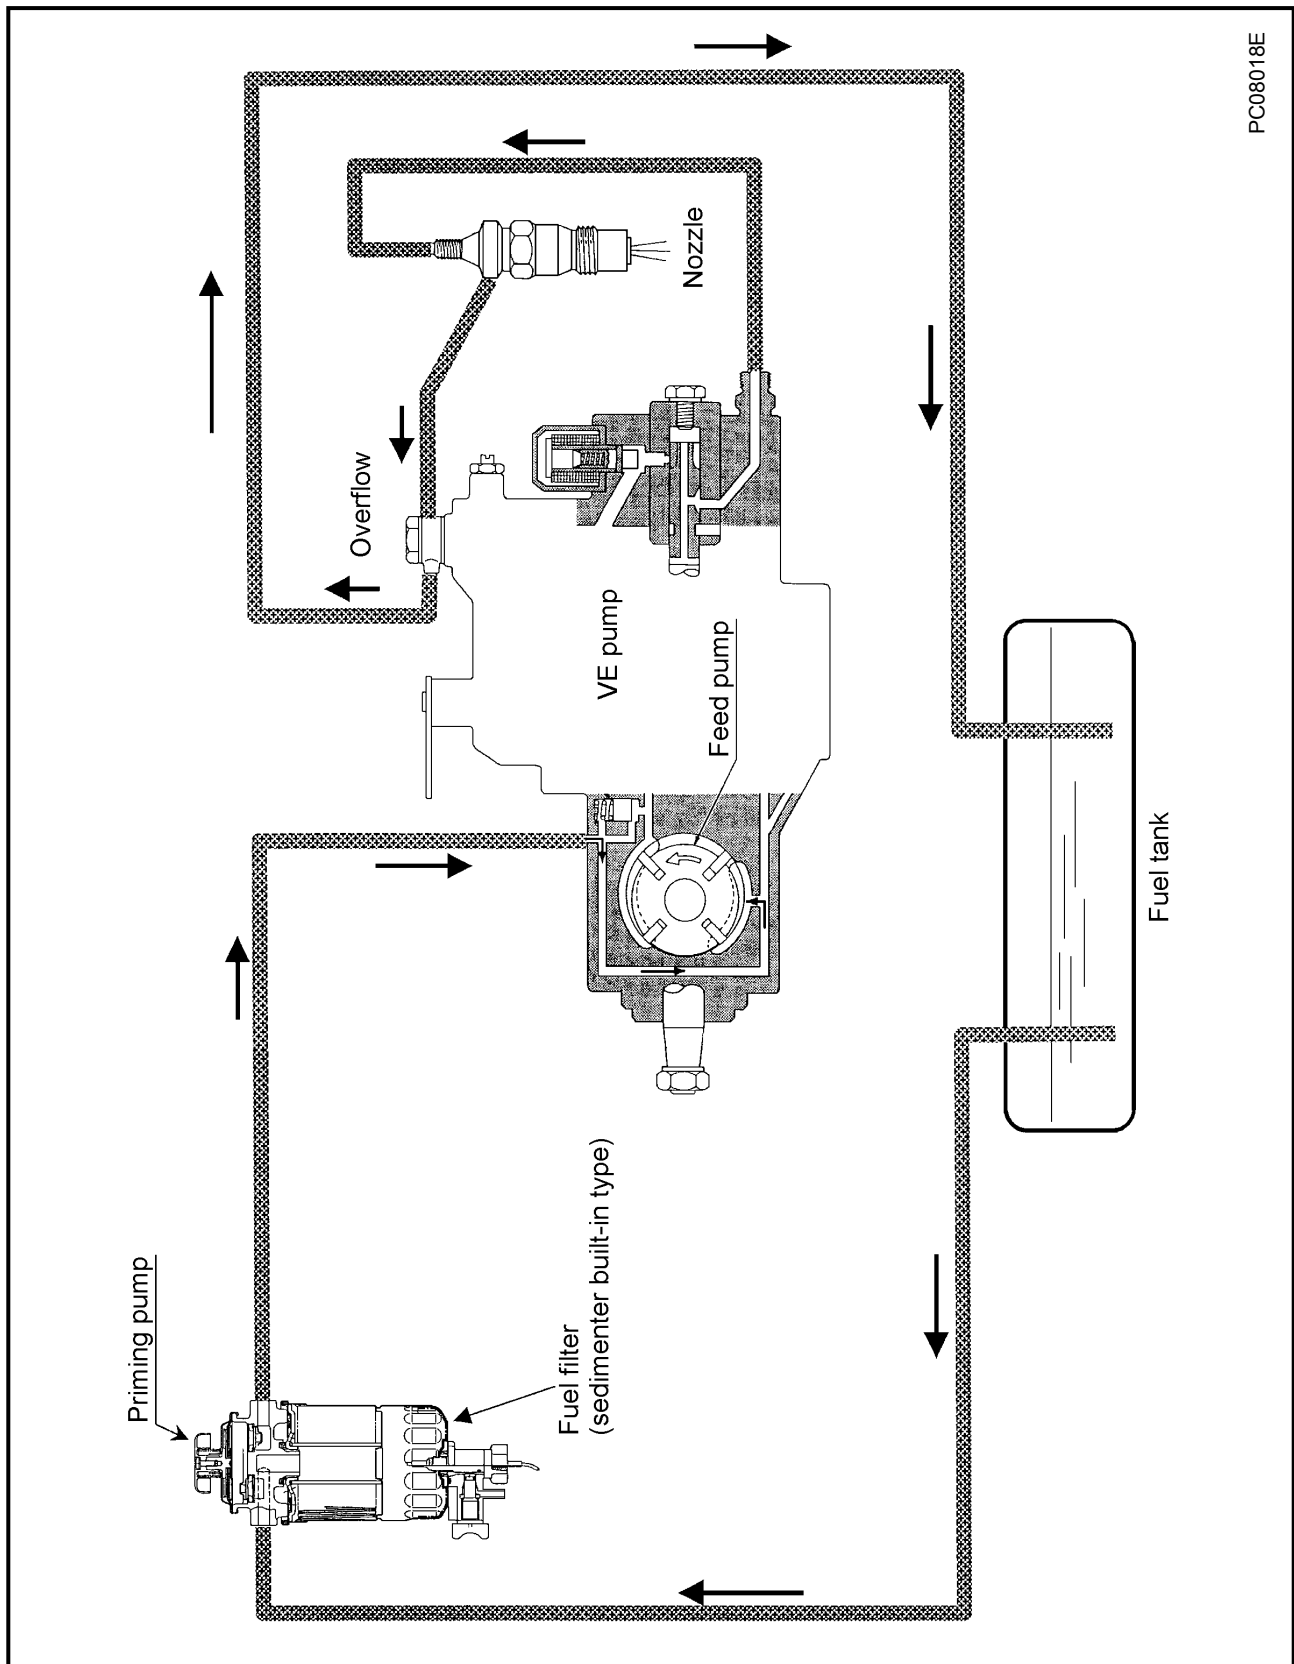 Priming pump
Fuel filter
(sedimenter built-in type)
Overflow
Nozzle
VE pump
Feed pump
Fuel tank
PC08018E